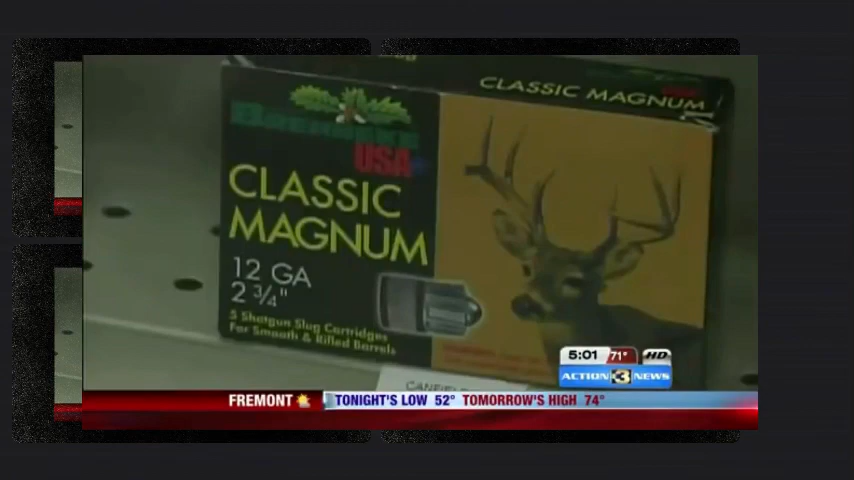 CLASSIC MAGNUM
USA
CLASSIC
MAGNUM
12 GA
2 3/4"
5 Shotgun Slug Cartridges
For Smooth & Rifled Barrels
5:01 71° HD
ACTION 3 NEWS
FREMONT TONIGHT'S LOW 52° TOMORROW'S HIGH 74°